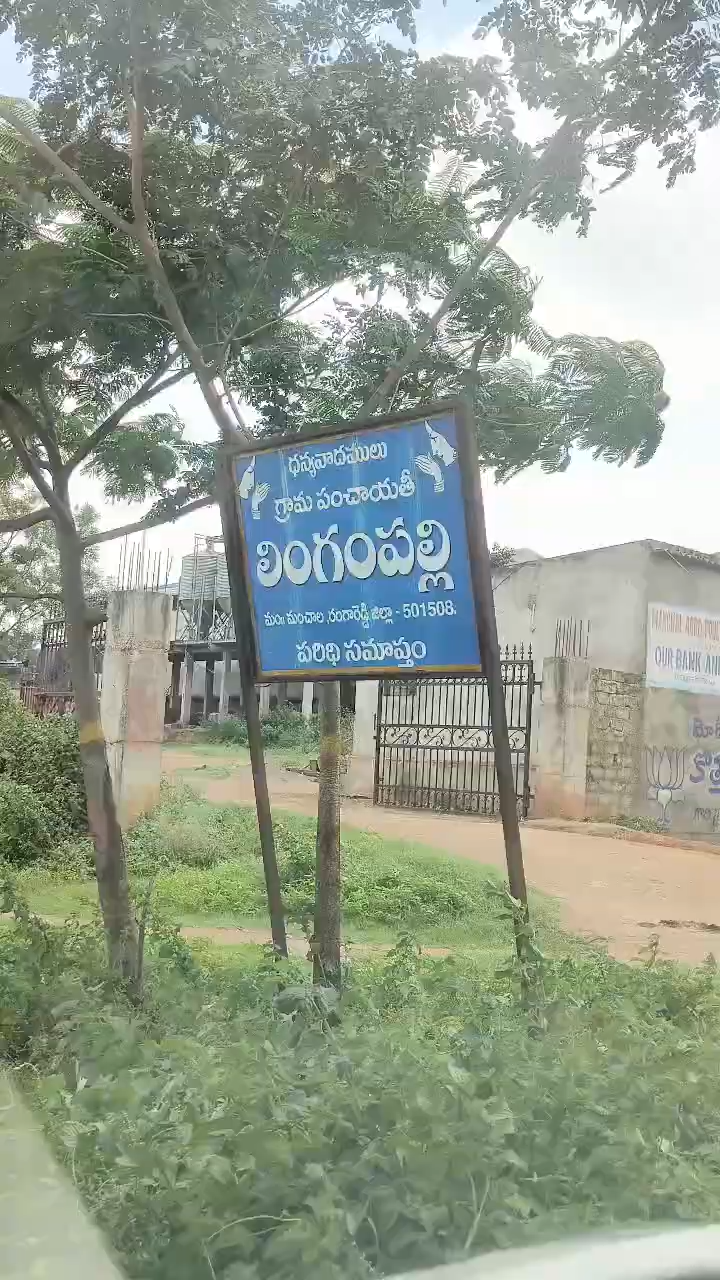 ధన్యవాదములు
గ్రామ పంచాయతీ
లింగంపల్లి
మం॥ మంచాల, రంగారెడ్డి జిల్లా - 501508.
పరిధి సమాప్తం
OUR BANK